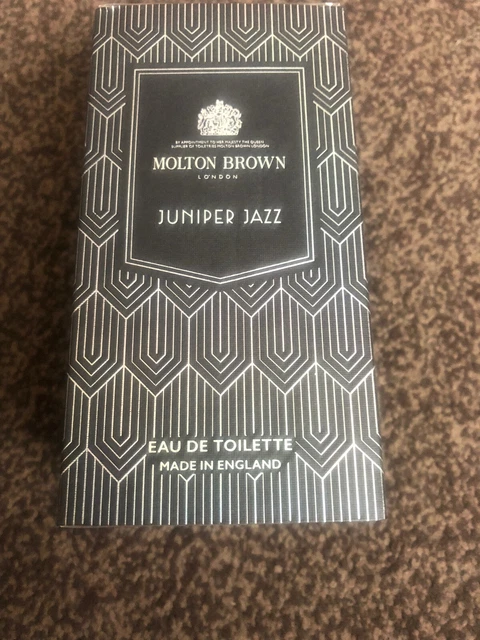 BY APPOINTMENT TO HER MAJESTY THE QUEEN
SUPPLIER OF TOILETRIES MOLTON BROWN LONDON
MOLTON BROWN
LONDON
JUNIPER JAZZ
EAU DE TOILETTE
MADE IN ENGLAND